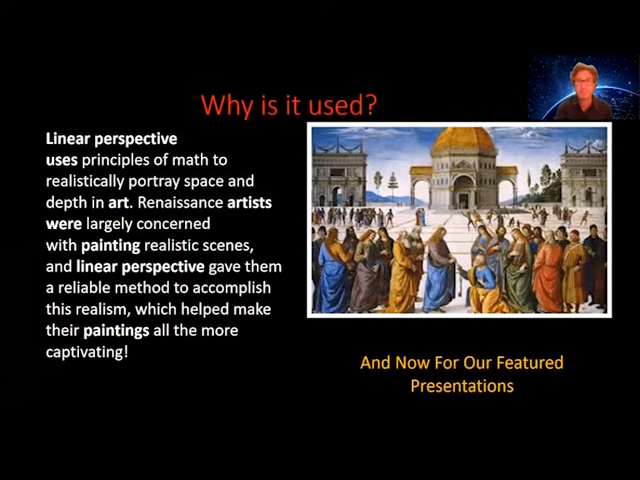 Why is it used?
Linear perspective
uses principles of math to
realistically portray space and
depth in art. Renaissance artists
were largely concerned
with painting realistic scenes,
and linear perspective gave them
a reliable method to accomplish
this realism, which helped make
their paintings all the more
captivating!
And Now For Our Featured
Presentations